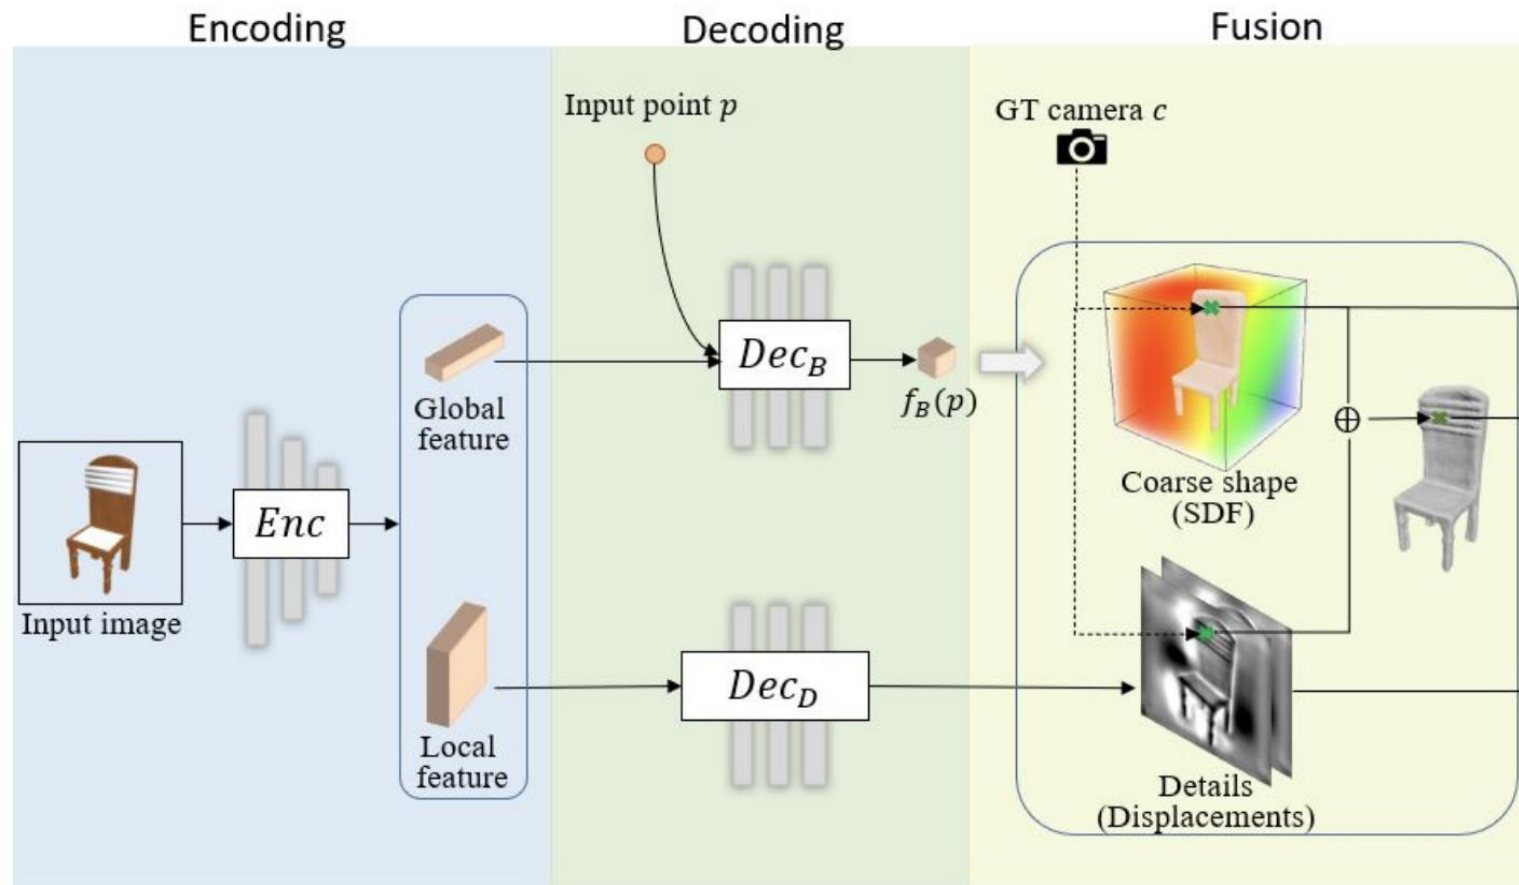 Encoding
Decoding
Fusion
Input point p
GT camera c
Dec_B
f_B(p)
Global
feature
Input image
Enc
Coarse shape
(SDF)
Dec_D
Local
feature
Details
(Displacements)